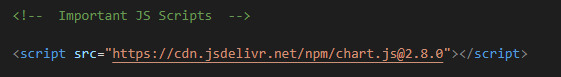 <!--  Important JS Scripts  -->
<script src="https://cdn.jsdelivr.net/npm/chart.js@2.8.0"></script>